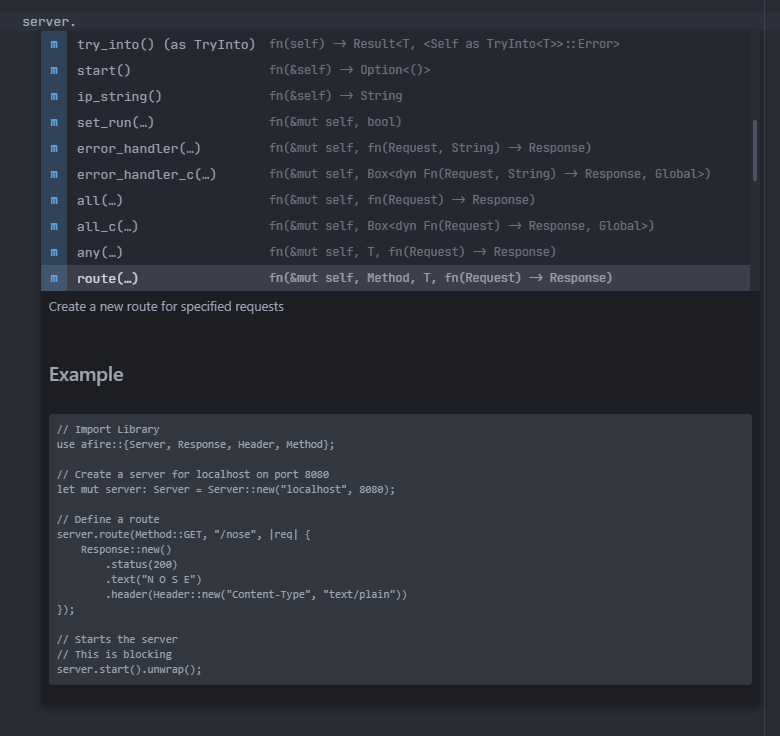 server.
m try_into() (as TryInto) fn(self) → Result<T, <Self as TryInto<T>>::Error>
m start() fn(&self) → Option<()>
m ip_string() fn(&self) → String
m set_run(…) fn(&mut self, bool)
m error_handler(…) fn(&mut self, fn(Request, String) → Response)
m error_handler_c(…) fn(&mut self, Box<dyn Fn(Request, String) → Response, Global>)
m all(…) fn(&mut self, fn(Request) → Response)
m all_c(…) fn(&mut self, Box<dyn Fn(Request) → Response, Global>)
m any(…) fn(&mut self, T, fn(Request) → Response)
m route(…) fn(&mut self, Method, T, fn(Request) → Response)
Create a new route for specified requests
Example
// Import Library
use afire::{Server, Response, Header, Method};
// Create a server for localhost on port 8080
let mut server: Server = Server::new("localhost", 8080);
// Define a route
server.route(Method::GET, "/nose", |req| {
    Response::new()
        .status(200)
        .text("N O S E")
        .header(Header::new("Content-Type", "text/plain"))
});
// Starts the server
// This is blocking
server.start().unwrap();